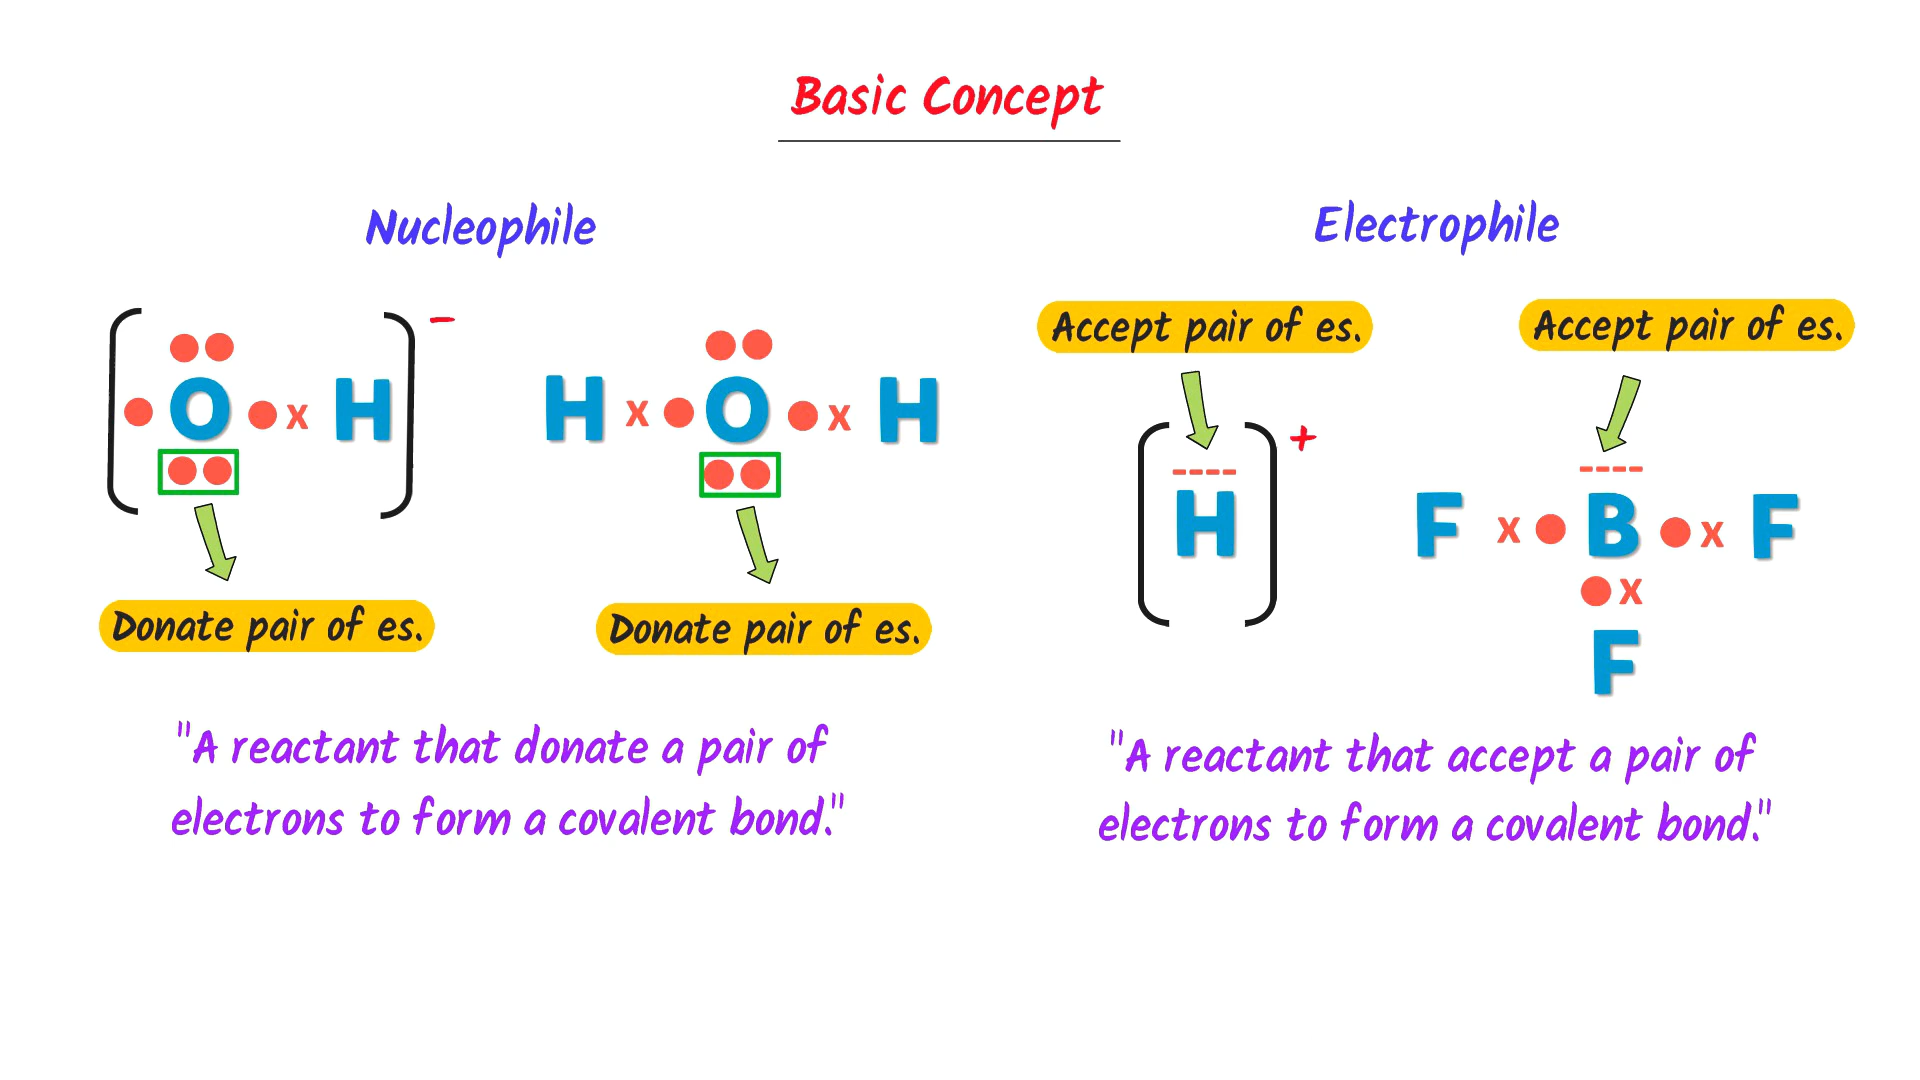 Basic Concept
Nucleophile
Electrophile
O x H
−
H x O x H
Donate pair of es.
Donate pair of es.
"A reactant that donate a pair of
electrons to form a covalent bond."
Accept pair of es.
Accept pair of es.
H
+
F x B x F
x
F
"A reactant that accept a pair of
electrons to form a covalent bond."